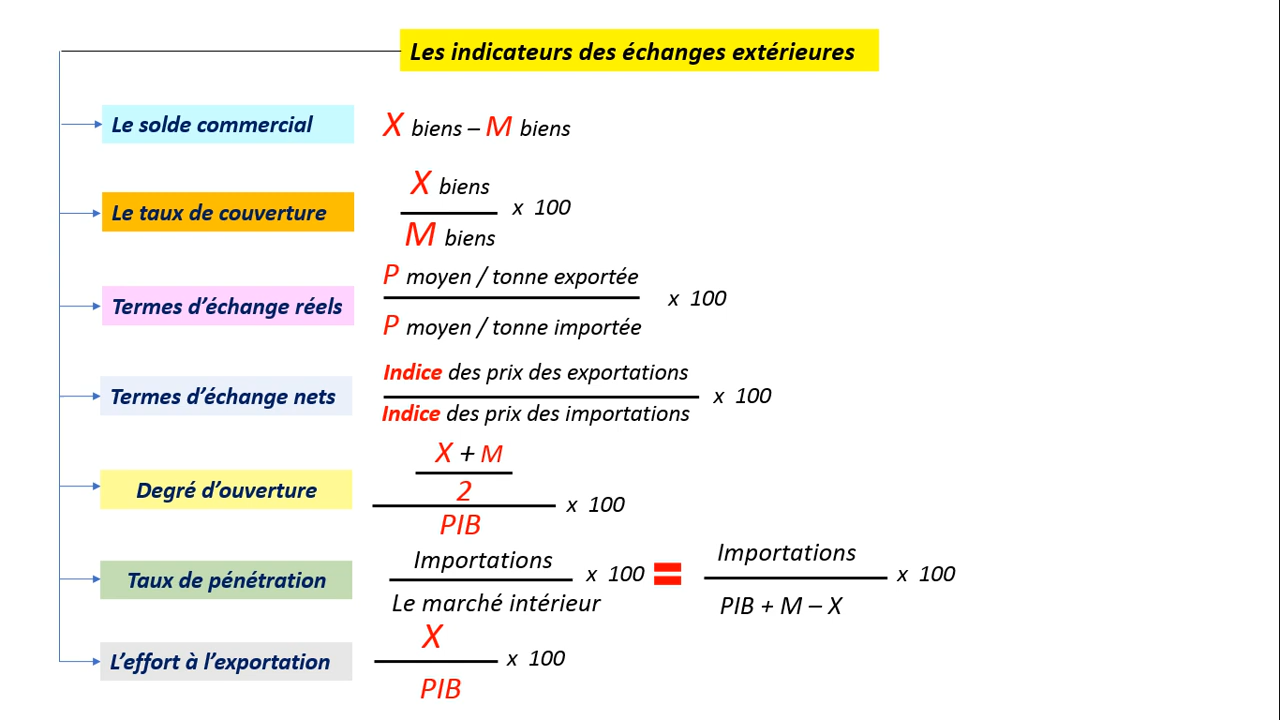 Les indicateurs des échanges extérieures
Le solde commercial
X biens – M biens
Le taux de couverture
X biens
M biens
x 100
Termes d’échange réels
P moyen / tonne exportée
P moyen / tonne importée
x 100
Termes d’échange nets
Indice des prix des exportations
Indice des prix des importations
x 100
Degré d’ouverture
X + M
2
PIB
x 100
Taux de pénétration
Importations
Le marché intérieur
x 100
=
Importations
PIB + M – X
x 100
L’effort à l’exportation
X
PIB
x 100